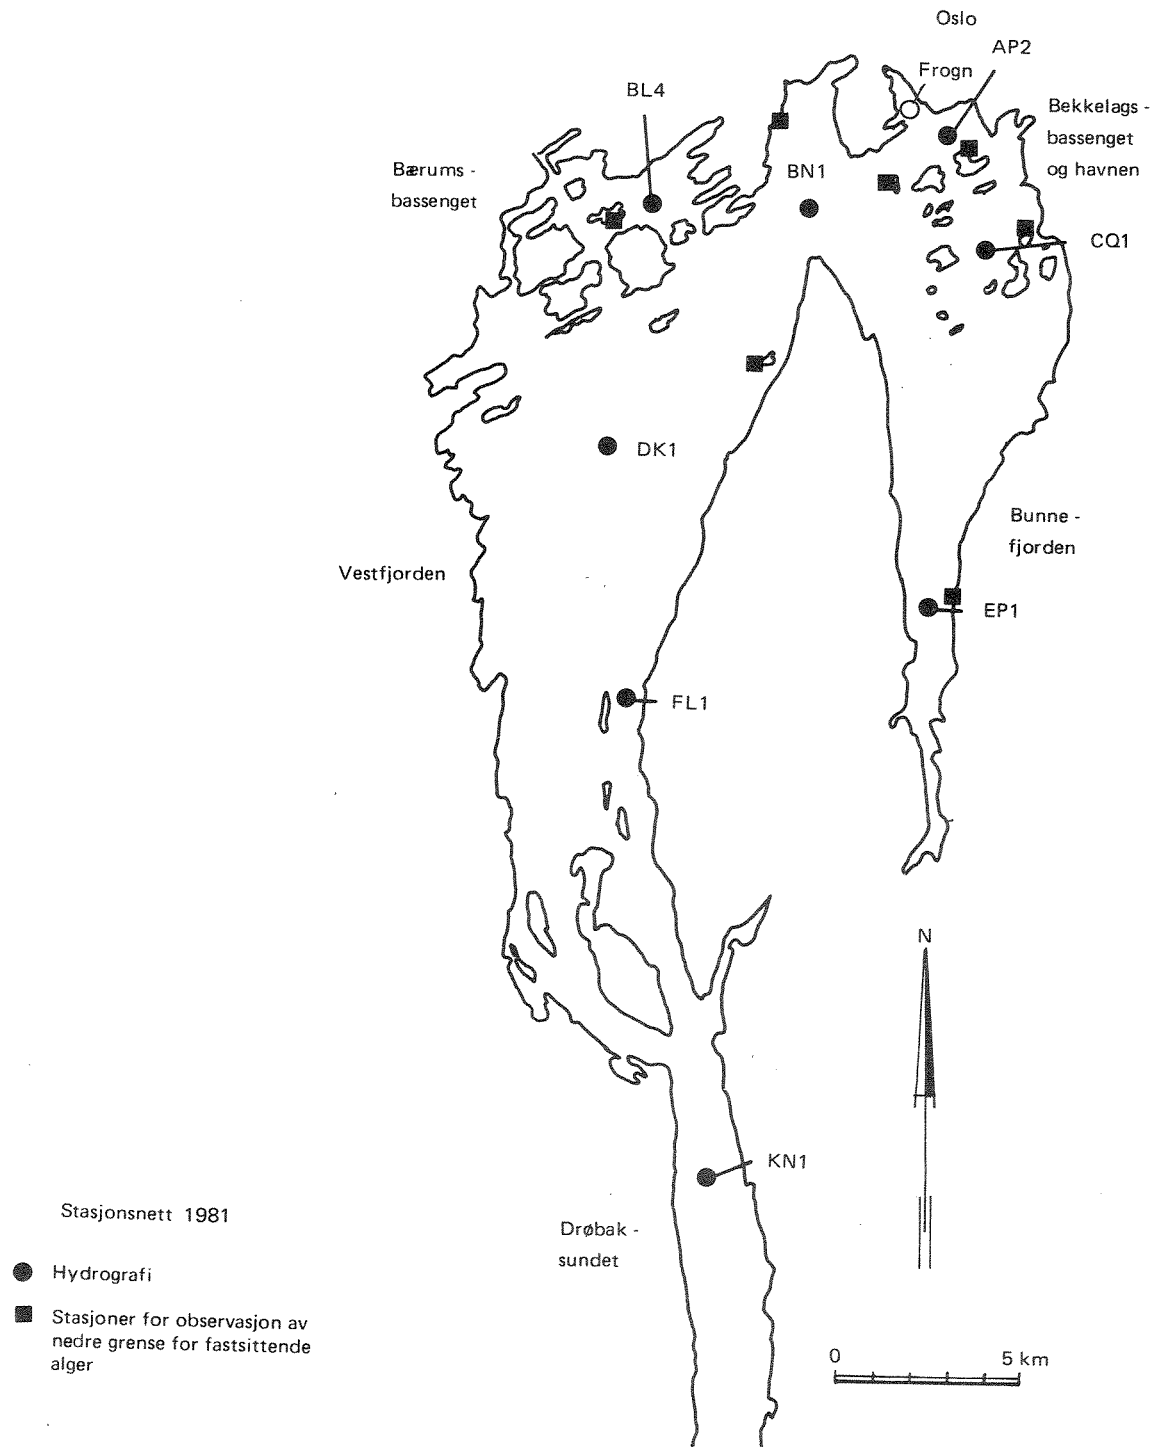 Oslo
AP2
Frogn
BL4
Bekkelags -
bassenget
og havnen
Bærums -
bassenget
BN1
CQ1
DK1
Bunne -
fjorden
Vestfjorden
EP1
FL1
N
KN1
Stasjonsnett 1981
Drøbak -
sundet
Hydrografi
Stasjoner for observasjon av
nedre grense for fastsittende
alger
0
5 km